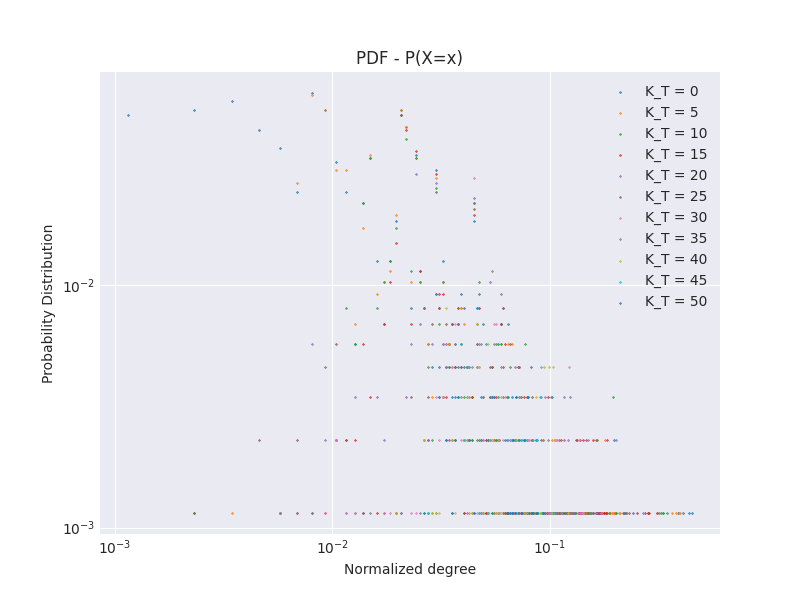 PDF - P(X=x)
Probability Distribution
10⁻²
10⁻³
K_T = 0
K_T = 5
K_T = 10
K_T = 15
K_T = 20
K_T = 25
K_T = 30
K_T = 35
K_T = 40
K_T = 45
K_T = 50
10⁻³
10⁻²
10⁻¹
Normalized degree